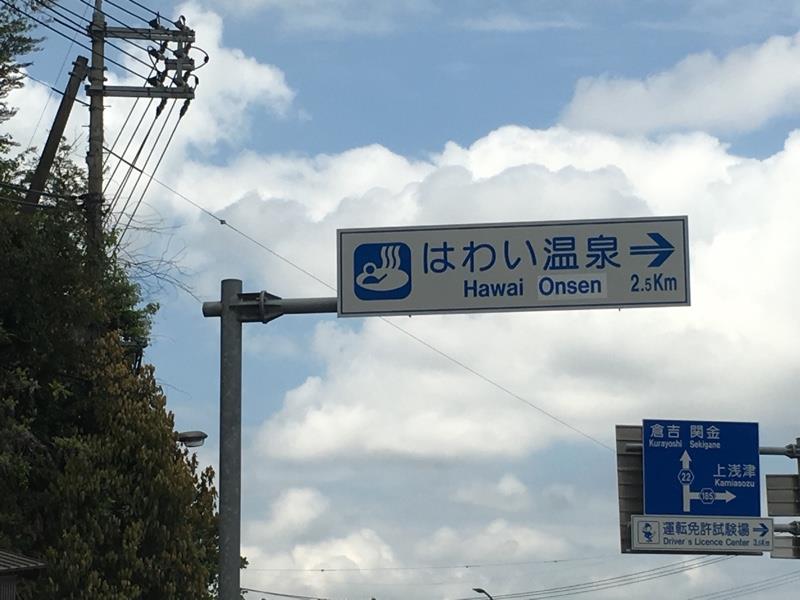 はわい温泉
Hawai Onsen 2.5Km
倉吉 関金
Kurayoshi Sekigane
上浅津
Kamiasozu
22
185
運転免許試験場
Driver's Licence Center